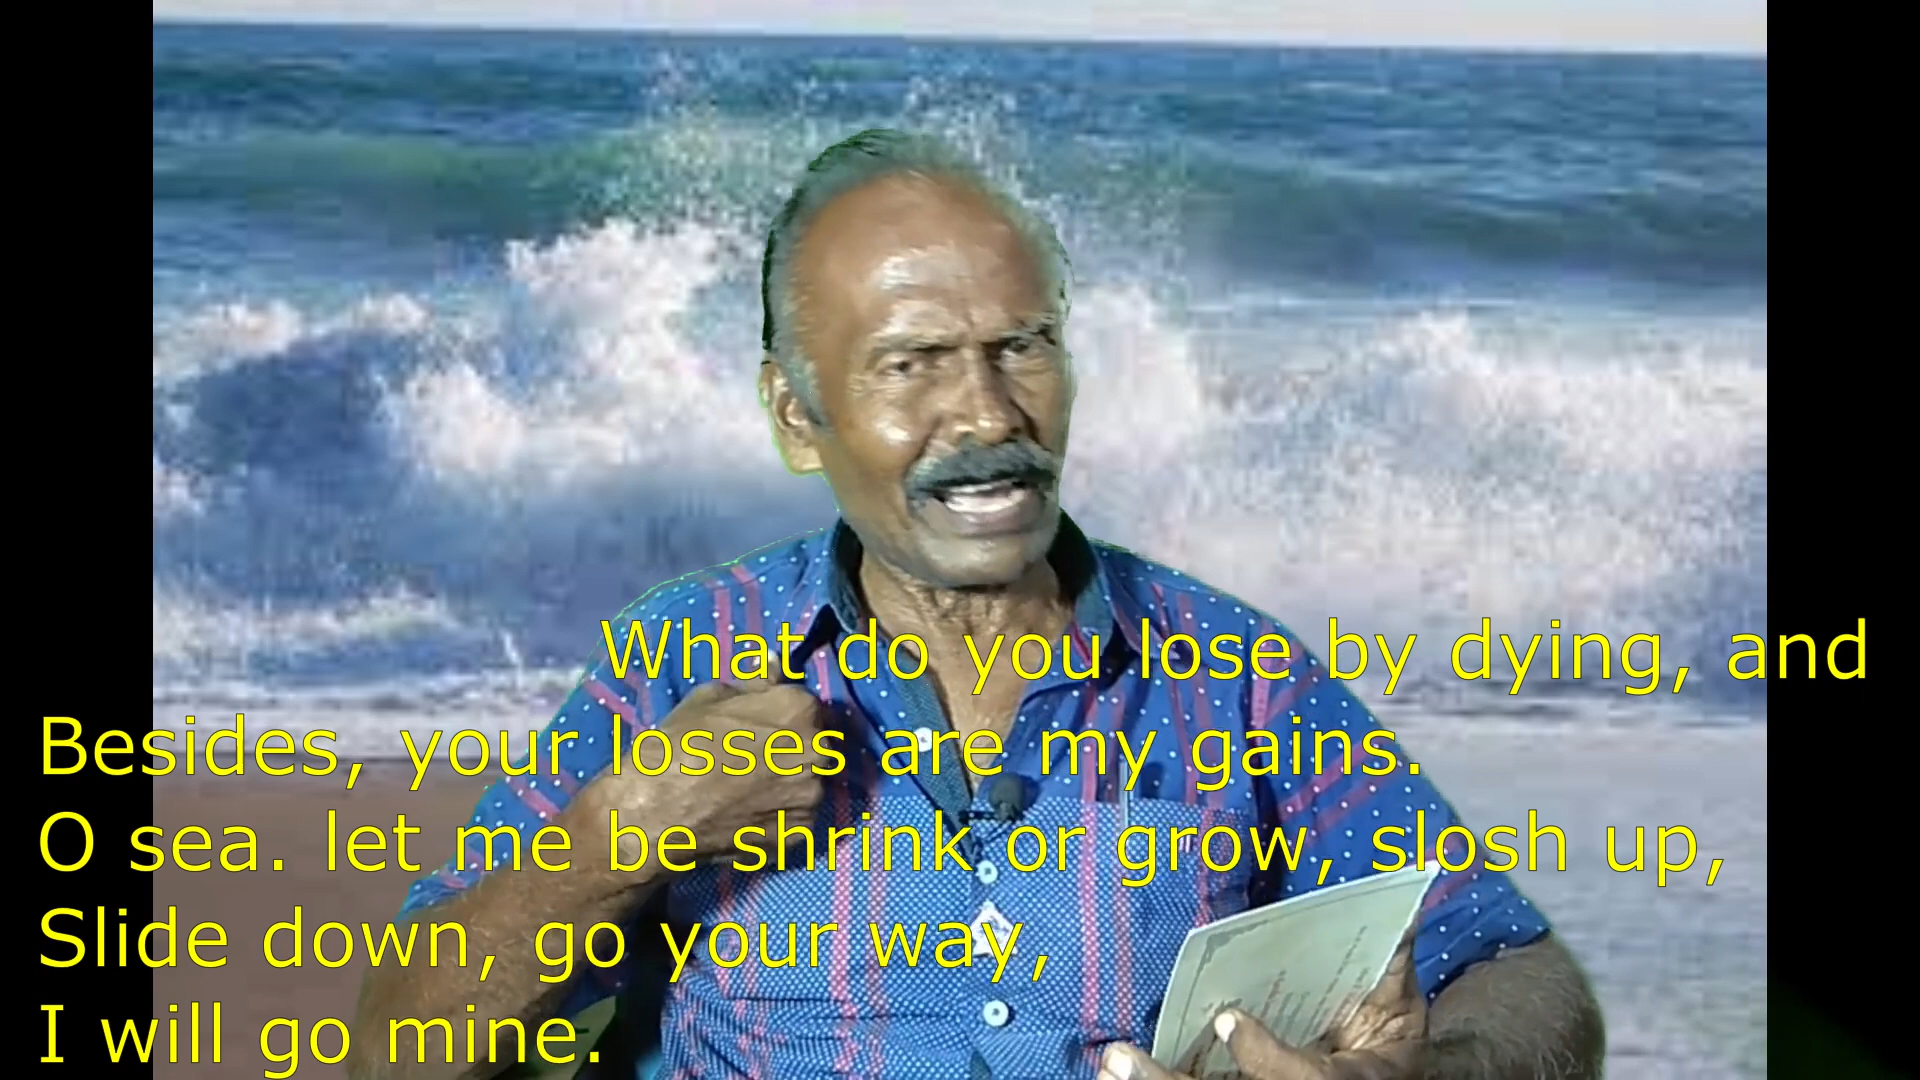 What do you lose by dying, and
Besides, your losses are my gains.
O sea. let me be shrink or grow, slosh up,
Slide down, go your way,
I will go mine.